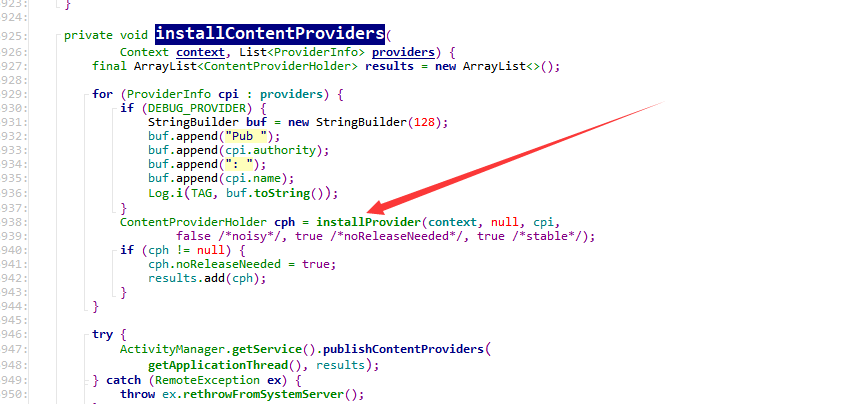 923:     }
924:
925:     private void installContentProviders(
926:             Context context, List<ProviderInfo> providers) {
927:         final ArrayList<ContentProviderHolder> results = new ArrayList<>();
928:
929:         for (ProviderInfo cpi : providers) {
930:             if (DEBUG_PROVIDER) {
931:                 StringBuilder buf = new StringBuilder(128);
932:                 buf.append("Pub ");
933:                 buf.append(cpi.authority);
934:                 buf.append(": ");
935:                 buf.append(cpi.name);
936:                 Log.i(TAG, buf.toString());
937:             }
938:             ContentProviderHolder cph = installProvider(context, null, cpi,
939:                     false /*noisy*/, true /*noReleaseNeeded*/, true /*stable*/);
940:             if (cph != null) {
941:                 cph.noReleaseNeeded = true;
942:                 results.add(cph);
943:             }
944:         }
945:
946:         try {
947:             ActivityManager.getService().publishContentProviders(
948:                 getApplicationThread(), results);
949:         } catch (RemoteException ex) {
950:             throw ex.rethrowFromSystemServer();